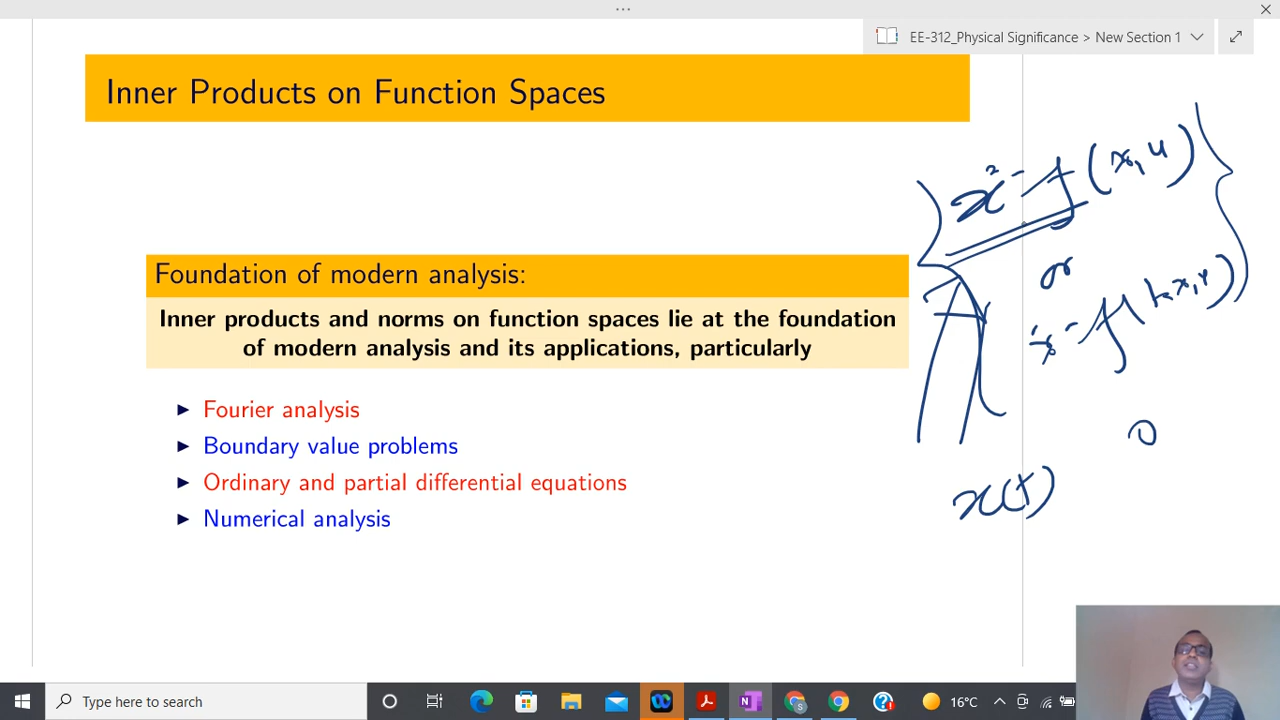 EE-312_Physical Significance > New Section 1
Inner Products on Function Spaces
Foundation of modern analysis:
Inner products and norms on function spaces lie at the foundation
of modern analysis and its applications, particularly
► Fourier analysis
► Boundary value problems
► Ordinary and partial differential equations
► Numerical analysis
or
x(t)
Type here to search
16°C